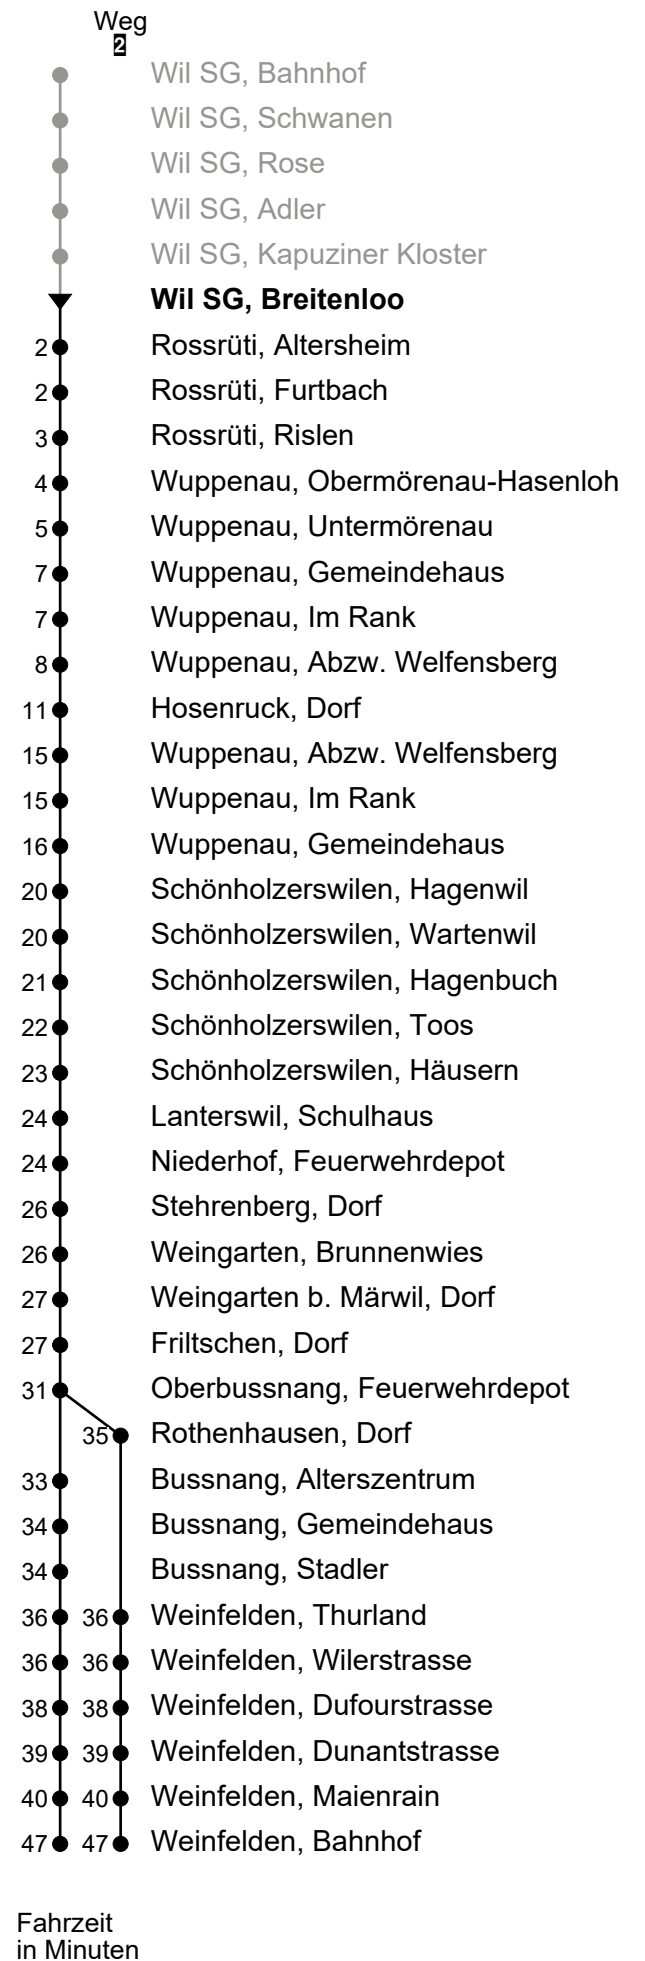 Weg
2
Wil SG, Bahnhof
Wil SG, Schwanen
Wil SG, Rose
Wil SG, Adler
Wil SG, Kapuziner Kloster
Wil SG, Breitenloo
2 Rossrüti, Altersheim
2 Rossrüti, Furtbach
3 Rossrüti, Rislen
4 Wuppenau, Obermörenau-Hasenloh
5 Wuppenau, Untermörenau
7 Wuppenau, Gemeindehaus
7 Wuppenau, Im Rank
8 Wuppenau, Abzw. Welfensberg
11 Hosenruck, Dorf
15 Wuppenau, Abzw. Welfensberg
15 Wuppenau, Im Rank
16 Wuppenau, Gemeindehaus
20 Schönholzerswilen, Hagenwil
20 Schönholzerswilen, Wartenwil
21 Schönholzerswilen, Hagenbuch
22 Schönholzerswilen, Toos
23 Schönholzerswilen, Häusern
24 Lanterswil, Schulhaus
24 Niederhof, Feuerwehrdepot
26 Stehrenberg, Dorf
26 Weingarten, Brunnenwies
27 Weingarten b. Märwil, Dorf
27 Friltschen, Dorf
31 Oberbussnang, Feuerwehrdepot
35 Rothenhausen, Dorf
33 Bussnang, Alterszentrum
34 Bussnang, Gemeindehaus
34 Bussnang, Stadler
36 36 Weinfelden, Thurland
36 36 Weinfelden, Wilerstrasse
38 38 Weinfelden, Dufourstrasse
39 39 Weinfelden, Dunantstrasse
40 40 Weinfelden, Maienrain
47 47 Weinfelden, Bahnhof
Fahrzeit
in Minuten